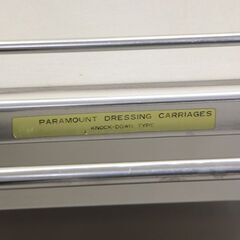 PARAMOUNT DRESSING CARRIAGES
KNOCK-DOWN TYPE